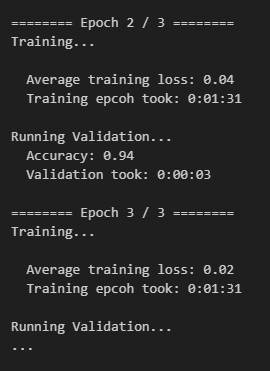 ======== Epoch 2 / 3 ========
Training...
Average training loss: 0.04
Training epcoh took: 0:01:31
Running Validation...
Accuracy: 0.94
Validation took: 0:00:03
======== Epoch 3 / 3 ========
Training...
Average training loss: 0.02
Training epcoh took: 0:01:31
Running Validation...
...